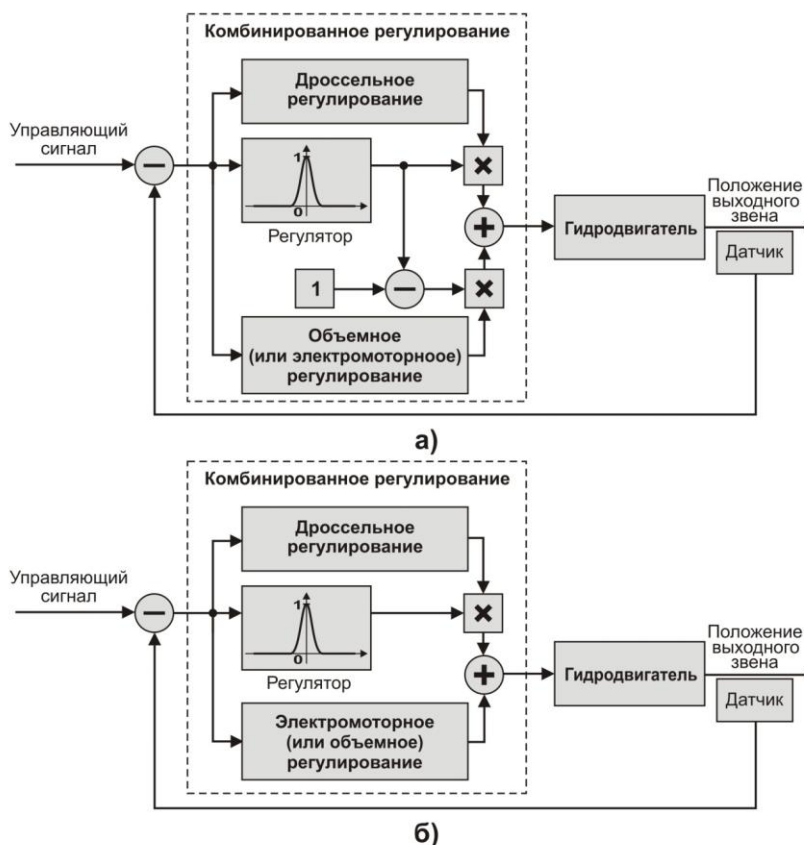 Комбинированное регулирование
Дроссельное
регулирование
Управляющий
сигнал
1
0
Регулятор
Гидродвигатель
Положение
выходного
звена
Датчик
1
Объемное
(или электромоторноое)
регулирование
а)
Комбинированное регулирование
Дроссельное
регулирование
Управляющий
сигнал
1
0
Регулятор
Гидродвигатель
Положение
выходного
звена
Датчик
Электромоторное
(или объемное)
регулирование
б)